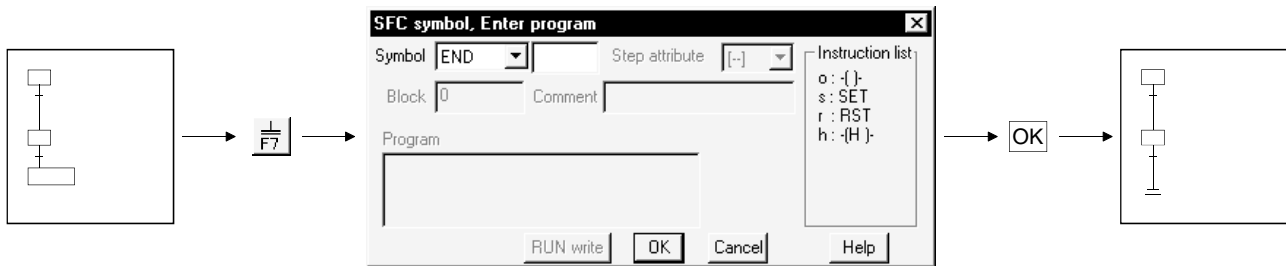 SFC symbol, Enter program
Symbol END Step attribute [--] Instruction list
o : -( )-
s : SET
r : RST
h : -(H )-
Block 0 Comment
Program
F7
OK
RUN write OK Cancel Help